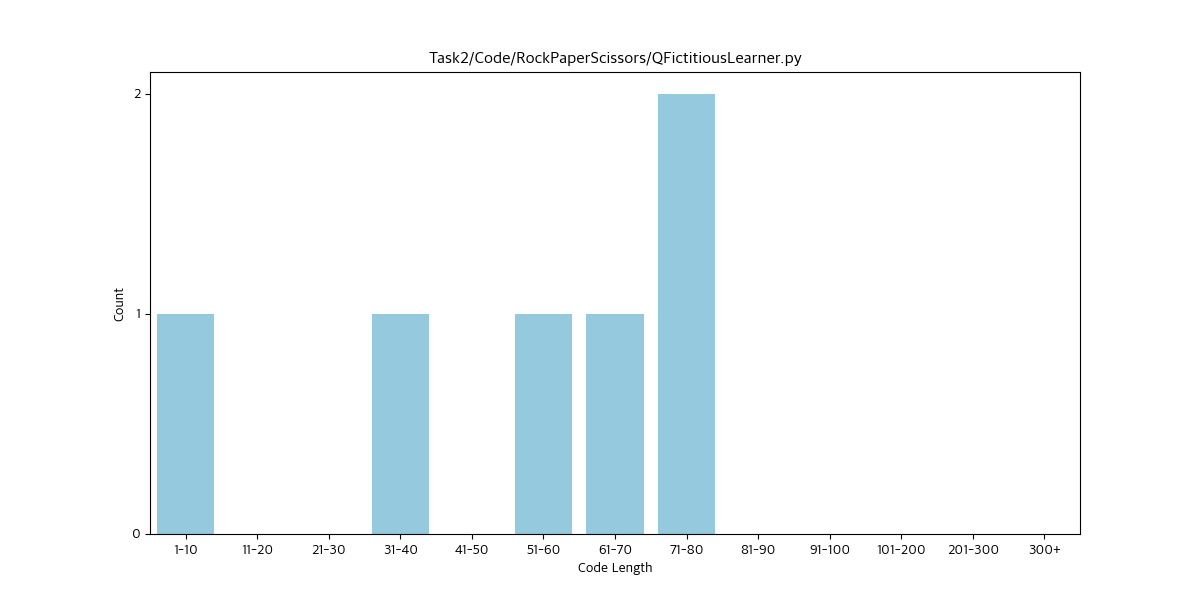 Task2/Code/RockPaperScissors/QFictitiousLearner.py
Count
2
1
0
1-10 11-20 21-30 31-40 41-50 51-60 61-70 71-80 81-90 91-100 101-200 201-300 300+
Code Length